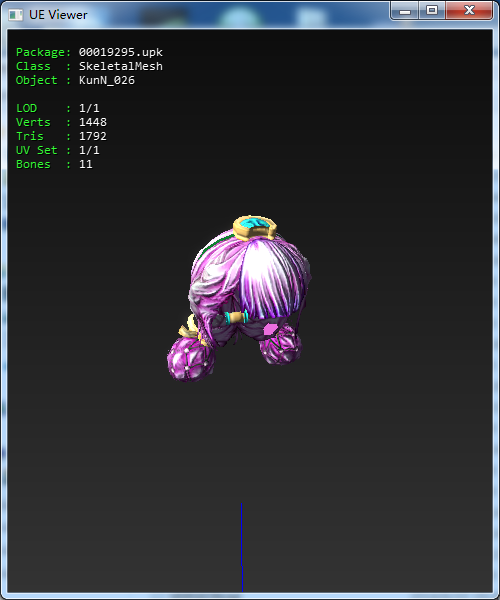 UE Viewer
Package: 00019295.upk
Class : SkeletalMesh
Object : KunN_026
LOD : 1/1
Verts : 1448
Tris : 1792
UV Set : 1/1
Bones : 11